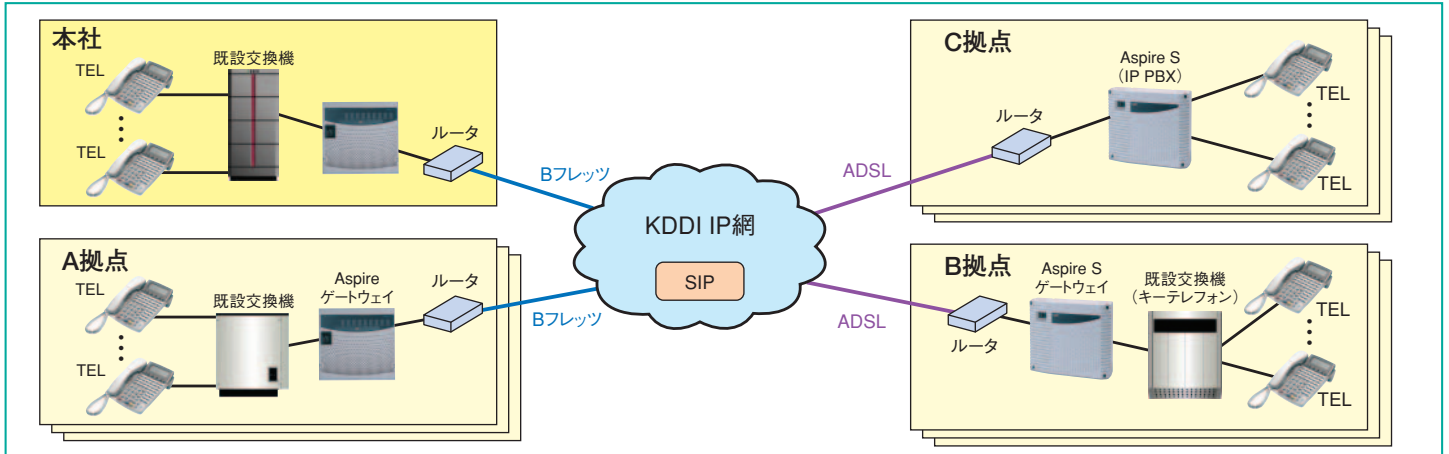 本社
TEL
既設交換機
TEL
ルータ
Bフレッツ
A拠点
TEL
既設交換機
Aspire
ゲートウェイ
ルータ
TEL
Bフレッツ
KDDI IP網
SIP
C拠点
Aspire S
(IP PBX)
ルータ
TEL
TEL
ADSL
B拠点
Aspire S
ゲートウェイ
既設交換機
(キーテレフォン)
ルータ
TEL
TEL
ADSL